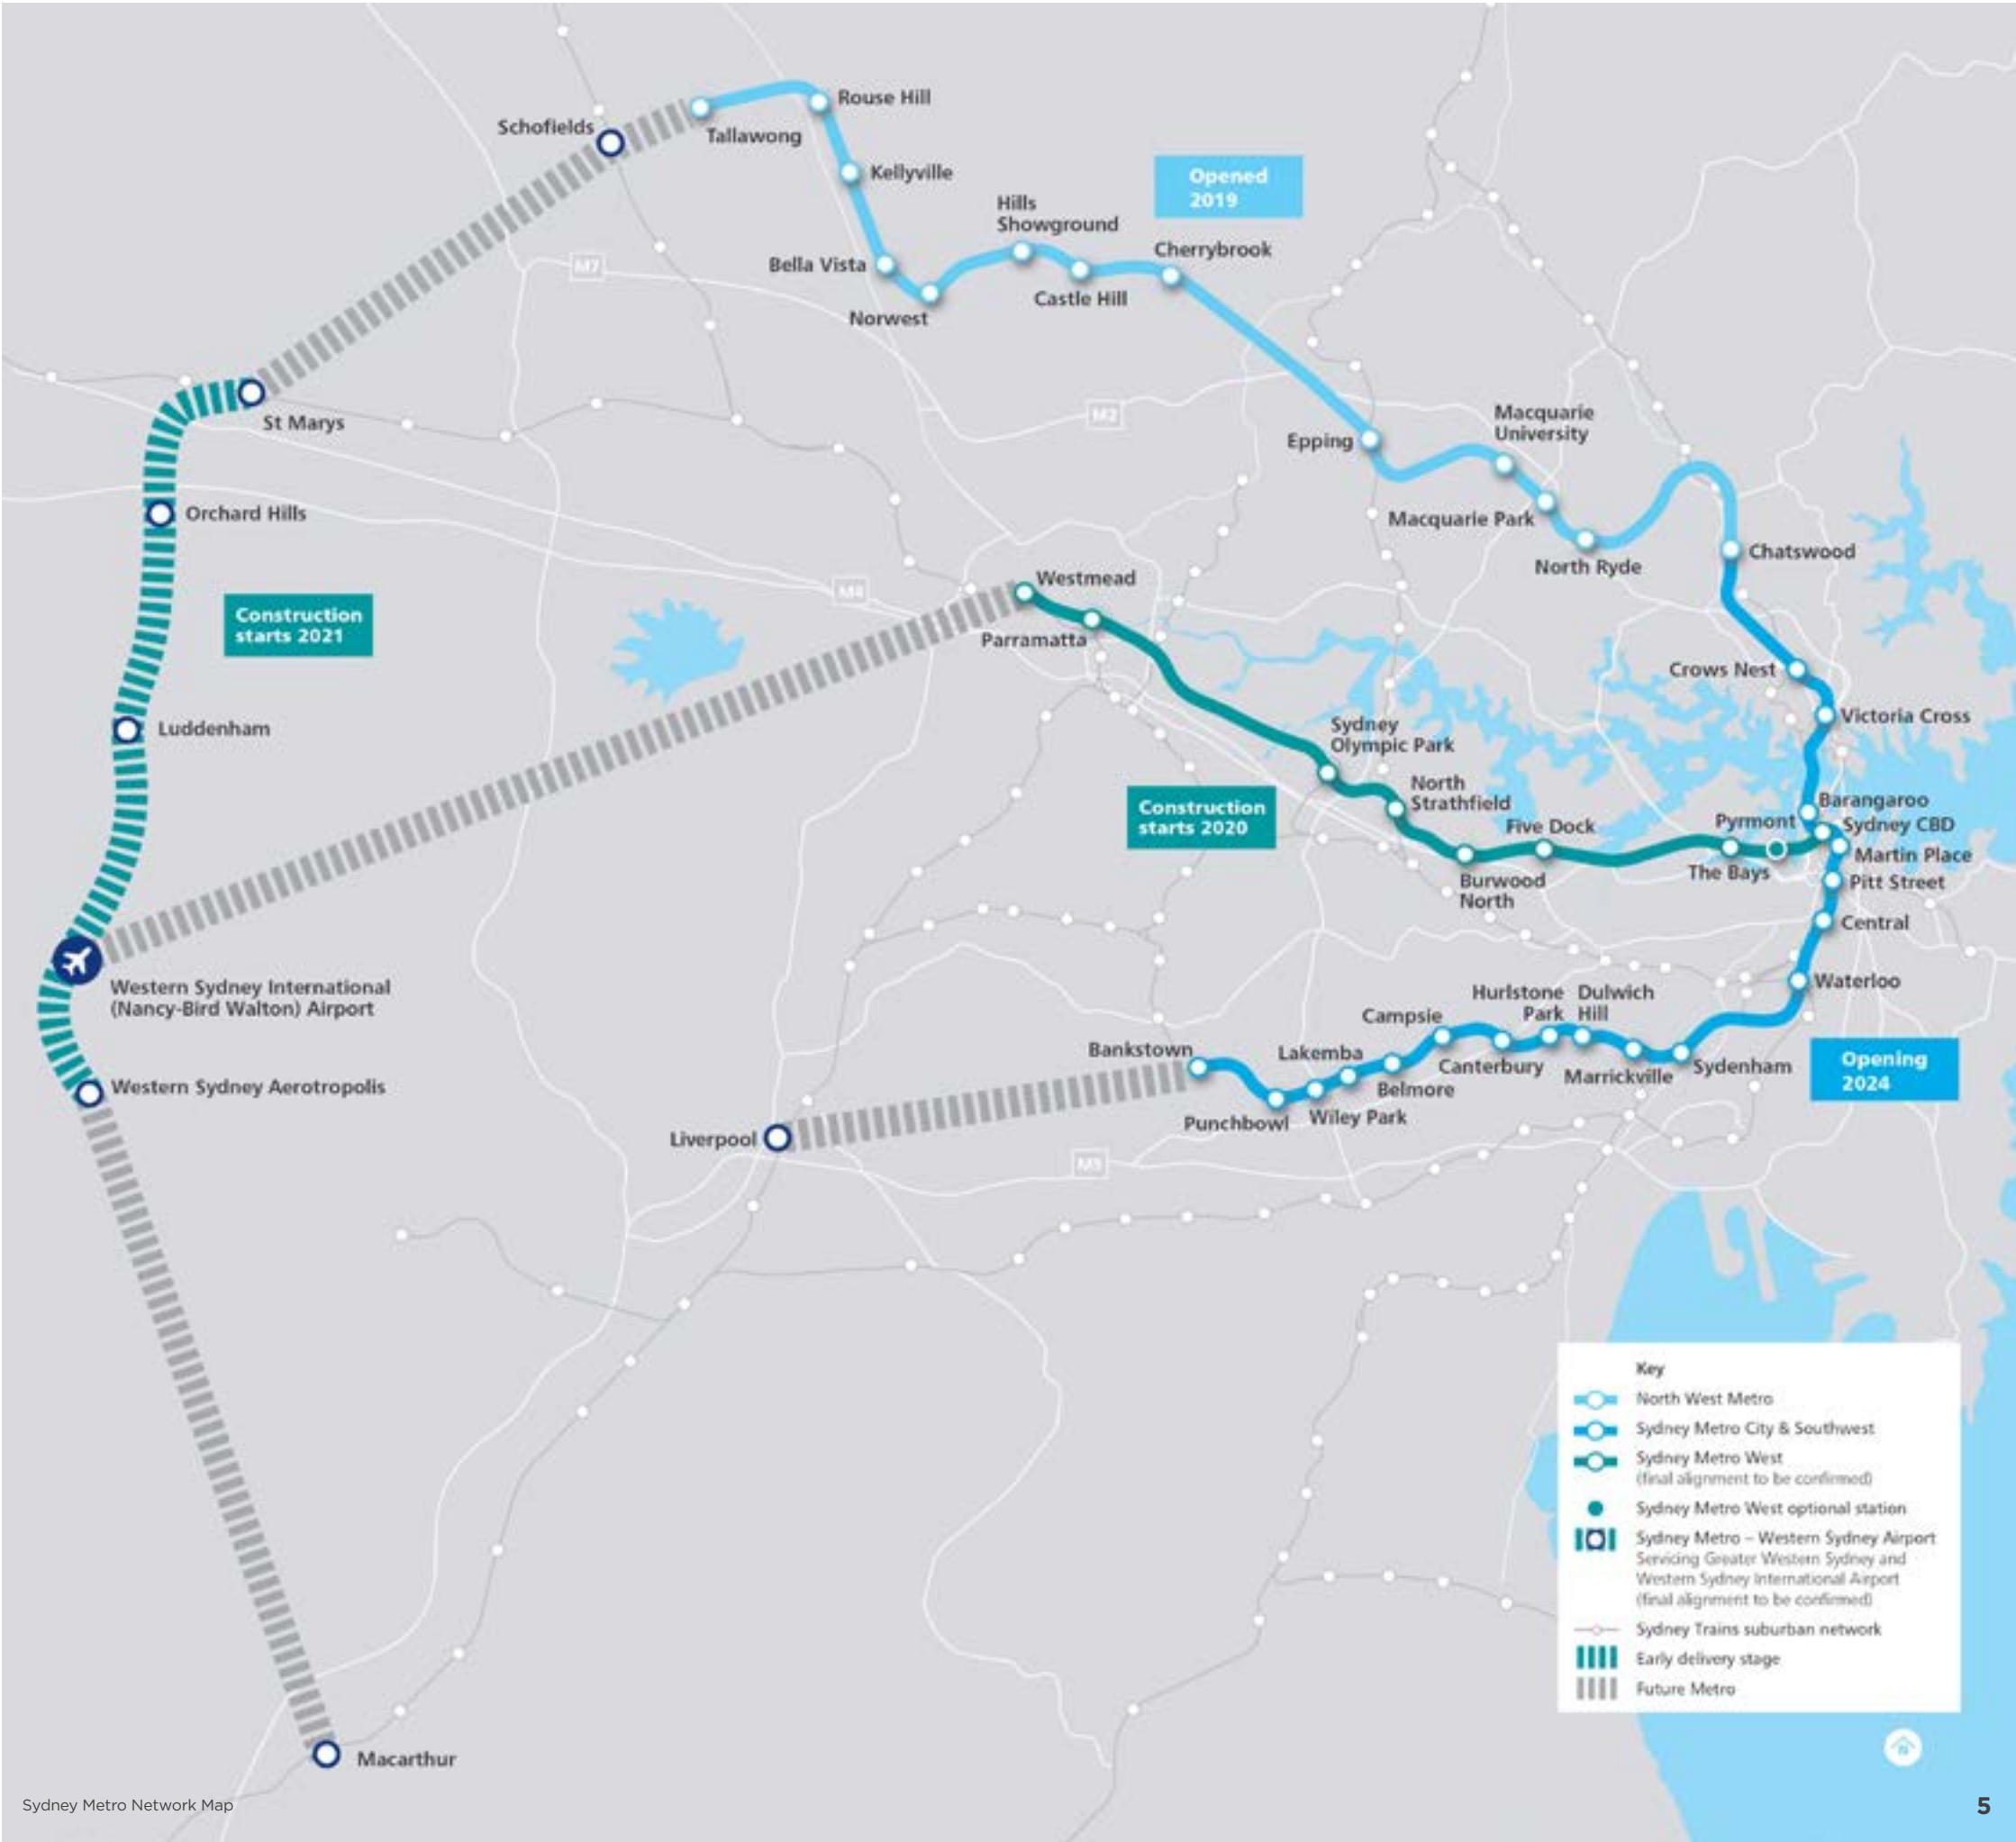 Schofields
Tallawong
Rouse Hill
Kellyville
Opened
2019
Hills
Showground
Cherrybrook
Bella Vista
Castle Hill
Norwest
M7
St Marys
M2
Macquarie
University
Epping
Orchard Hills
Macquarie Park
North Ryde
Chatswood
Construction
starts 2021
M4
Westmead
Parramatta
Crows Nest
Victoria Cross
Luddenham
Sydney
Olympic Park
North
Strathfield
Construction
starts 2020
Five Dock
Pyrmont
Barangaroo
Sydney CBD
Martin Place
The Bays
Pitt Street
Burwood
North
Central
Western Sydney International
(Nancy-Bird Walton) Airport
Waterloo
Hurlstone
Park
Dulwich
Hill
Campsie
Bankstown
Lakemba
Canterbury
Marrickville
Sydenham
Belmore
Punchbowl
Wiley Park
Opening
2024
Western Sydney Aerotropolis
Liverpool
M5
Key
North West Metro
Sydney Metro City & Southwest
Sydney Metro West
(final alignment to be confirmed)
Sydney Metro West optional station
Sydney Metro – Western Sydney Airport
Servicing Greater Western Sydney and
Western Sydney International Airport
(final alignment to be confirmed)
Sydney Trains suburban network
Early delivery stage
Future Metro
Macarthur
Sydney Metro Network Map
5